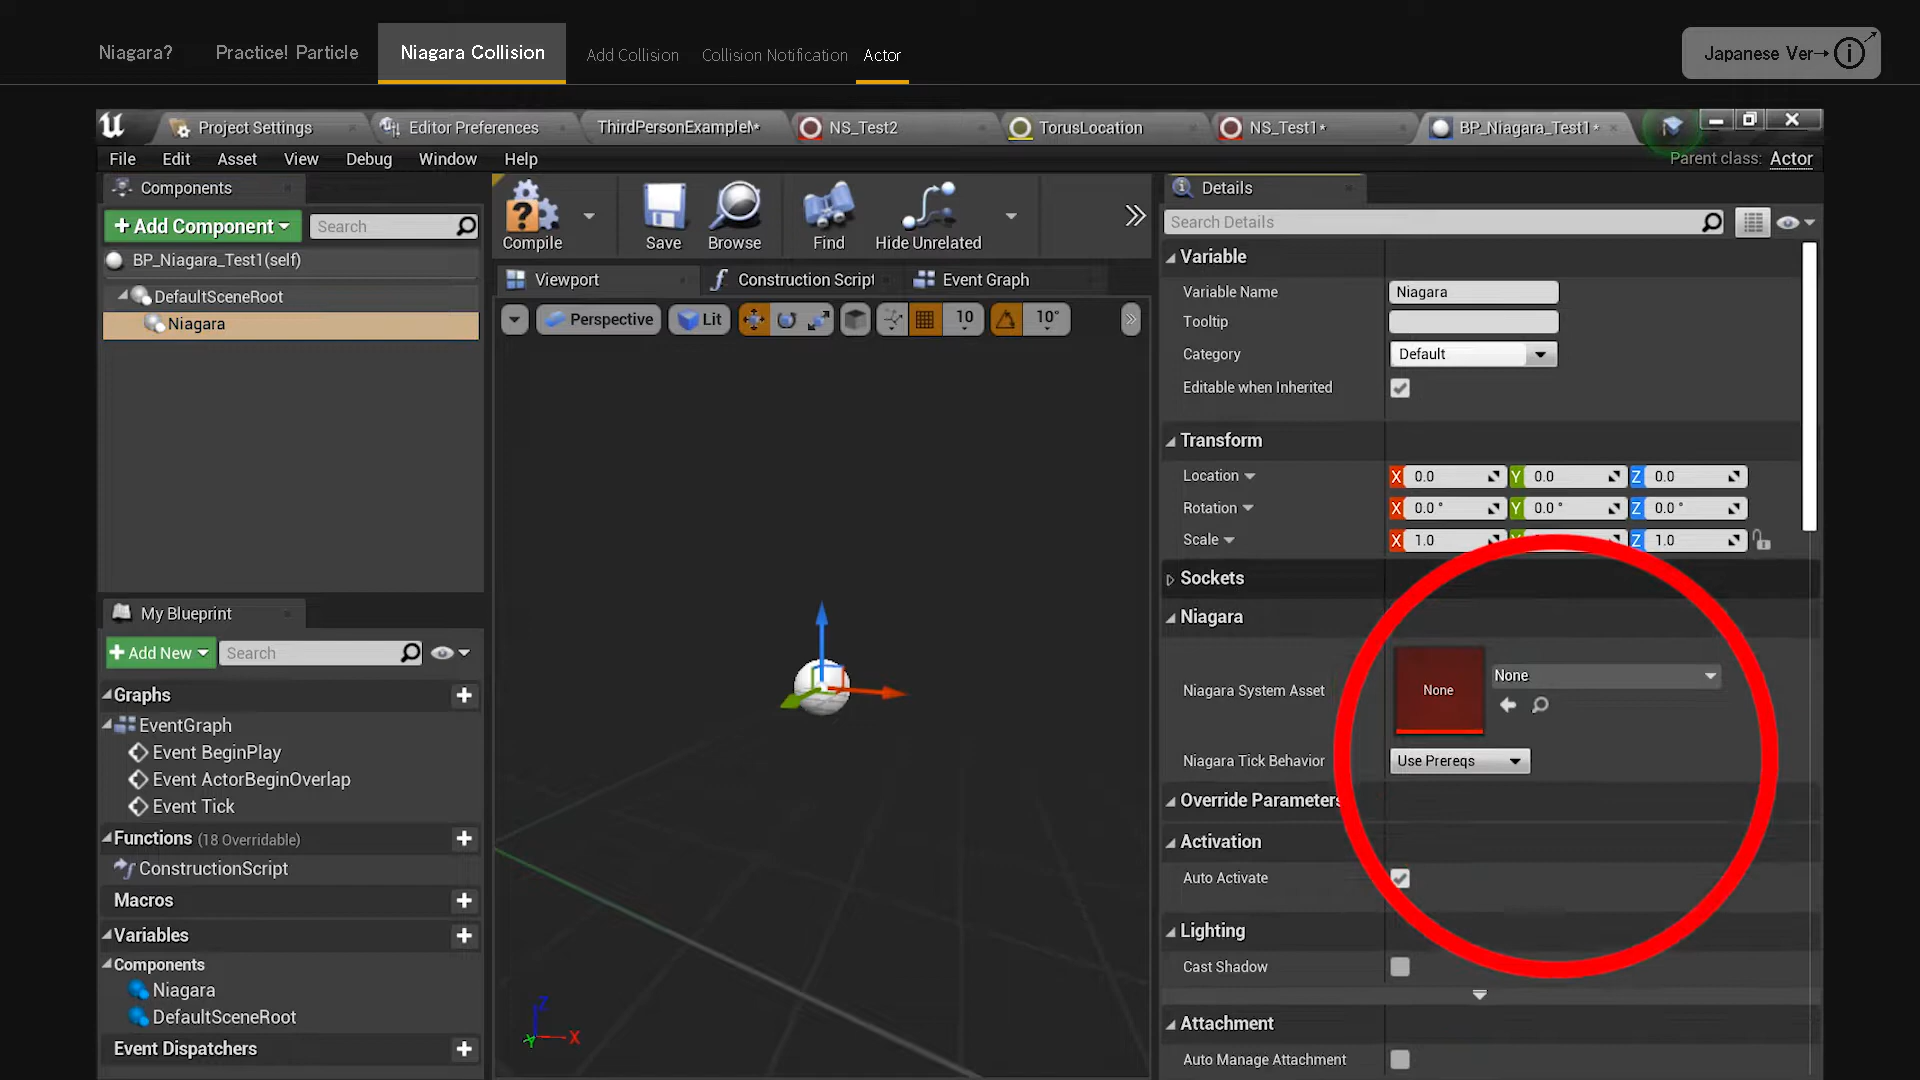 Niagara?
Practice! Particle
Niagara Collision
Add Collision
Collision Notification
Actor
Japanese Ver→
Project Settings
Editor Preferences
NS_Test2
TorusLocation
NS_Test1*
BP_Niagara_Test1*
File
Edit
Asset
View
Debug
Window
Help
Parent class: Actor
Components
+ Add Component
Search
BP_Niagara_Test1(self)
DefaultSceneRoot
Niagara
Compile
Save
Browse
Find
Hide Unrelated
Viewport
Construction Script
Event Graph
Perspective
Lit
10
10°
X
Y
Z
My Blueprint
+ Add New
Search
Graphs
EventGraph
Event BeginPlay
Event ActorBeginOverlap
Event Tick
Functions (18 Overridable)
ConstructionScript
Macros
Variables
Components
Niagara
DefaultSceneRoot
Event Dispatchers
Details
Search Details
Variable
Variable Name
Niagara
Tooltip
Category
Default
Editable when Inherited
Transform
Location
X 0.0 Y 0.0 Z 0.0
Rotation
X 0.0 ° Y 0.0 ° Z 0.0 °
Scale
X 1.0 Z 1.0
Sockets
Niagara
Niagara System Asset
None
None
Niagara Tick Behavior
Use Prereqs
Override Parameters
Activation
Auto Activate
Lighting
Cast Shadow
Attachment
Auto Manage Attachment